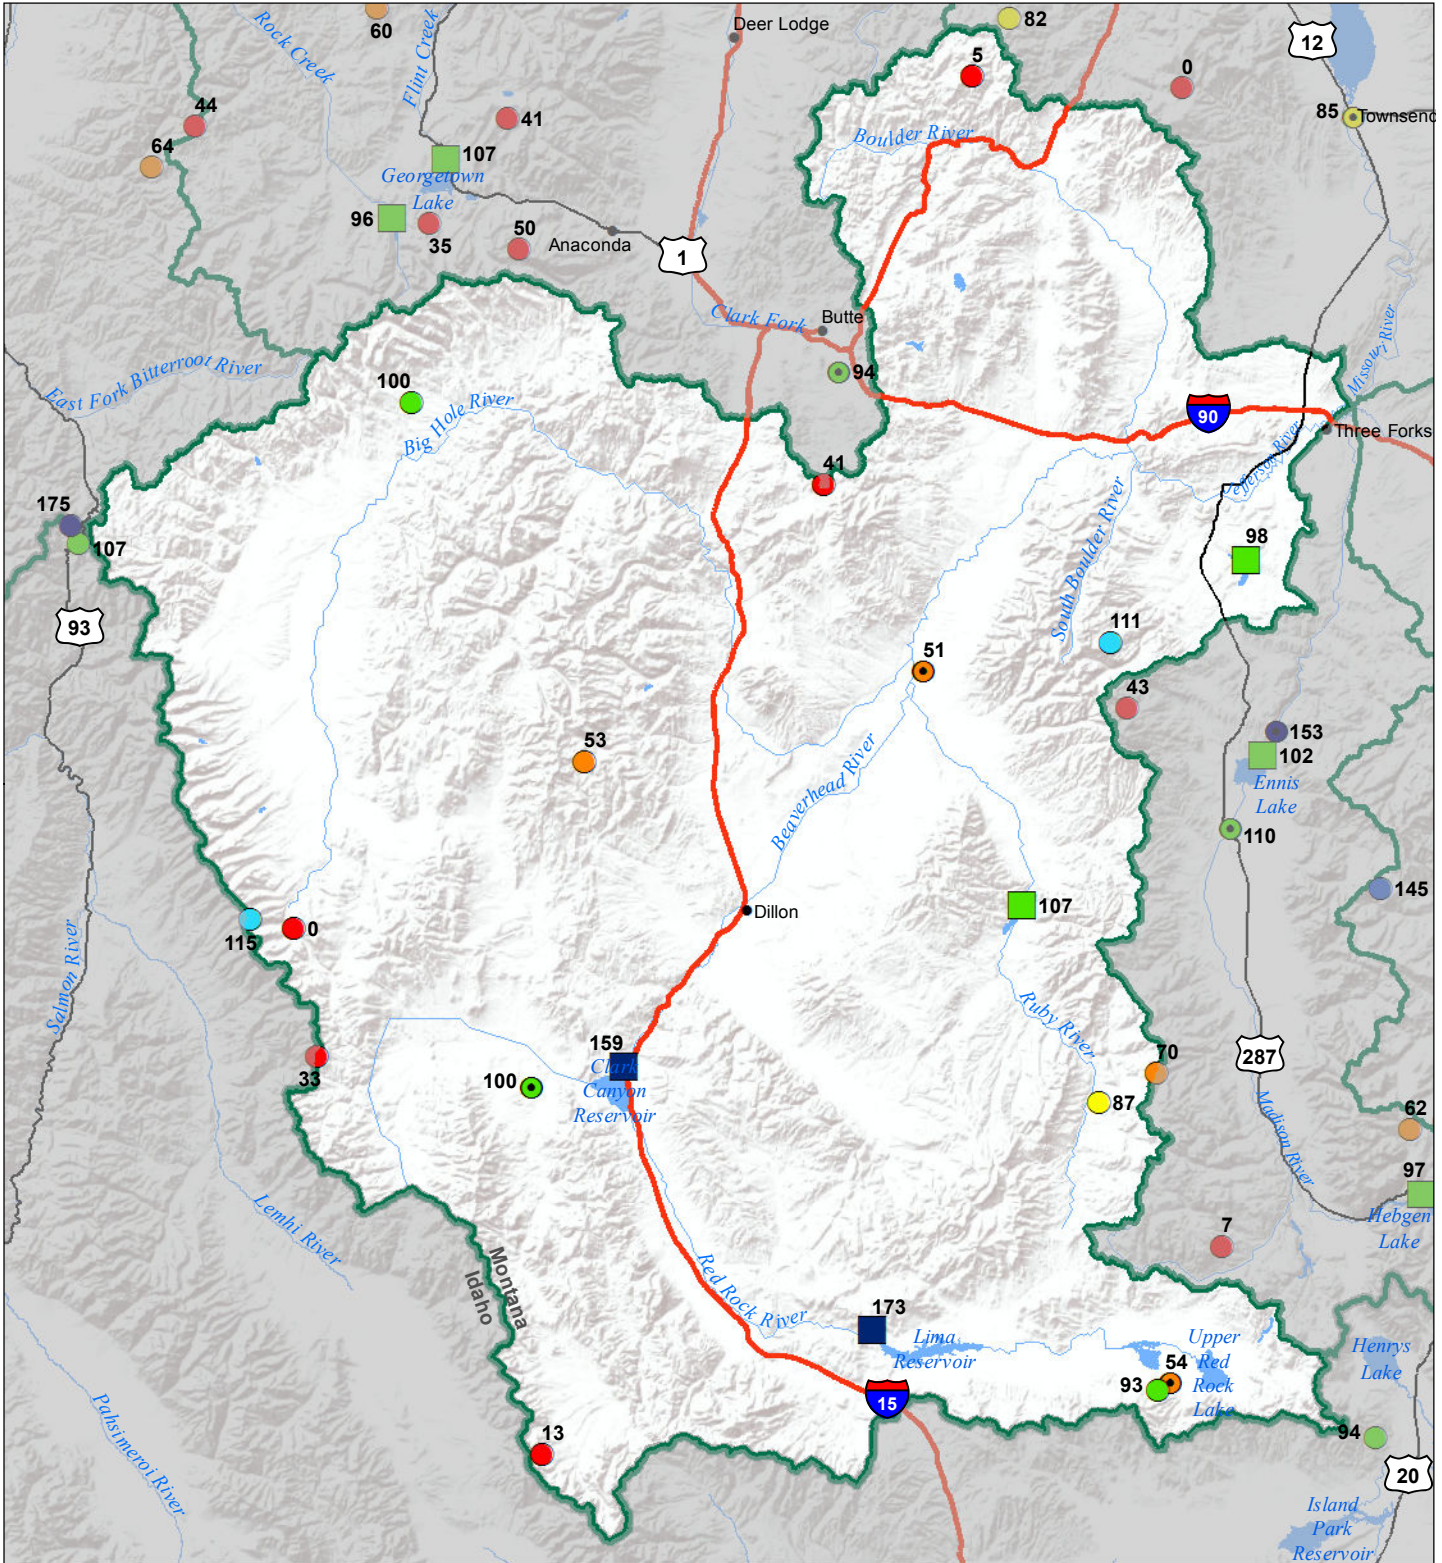 60
Rock Creek
Flint Creek
Deer Lodge
82
12
5
0
44
41
85
Townsend
Boulder River
64
107
Georgetown
Lake
96
35
50
Anaconda
1
Clark Fork
Butte
94
Missouri River
East Fork Bitterroot River
100
Big Hole River
90
Three Forks
Jefferson River
41
175
107
98
South Boulder River
93
111
51
43
53
153
102
Ennis
Lake
Beaverhead River
110
145
107
Dillon
115
0
Salmon River
Ruby River
159
Clark
Canyon
Reservoir
287
33
100
70
87
Madison River
62
97
Hebgen
Lake
Lemhi River
Montana
Idaho
7
Red Rock River
173
Lima
Reservoir
Upper
Red
Rock
Lake
54
93
Henrys
Lake
15
Pahsimeroi River
13
94
20
Island
Park
Reservoir